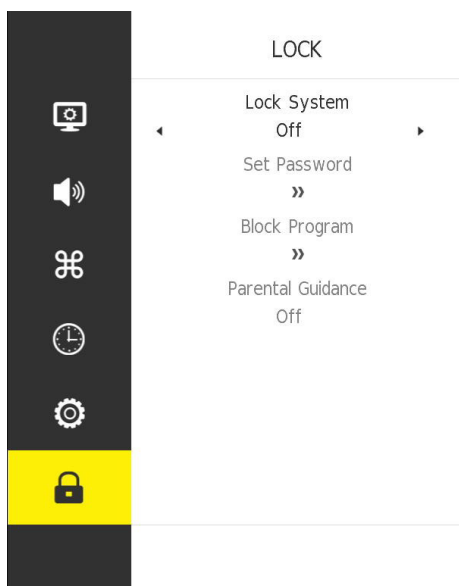 LOCK
Lock System
Off
Set Password
»
Block Program
»
Parental Guidance
Off